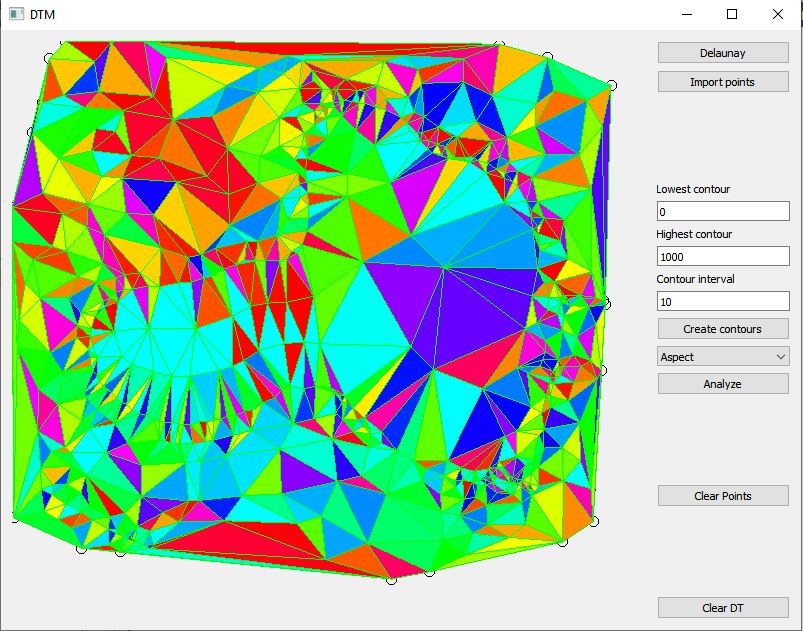 DTM
Delaunay
Import points
Lowest contour
0
Highest contour
1000
Contour interval
10
Create contours
Aspect
Analyze
Clear Points
Clear DT